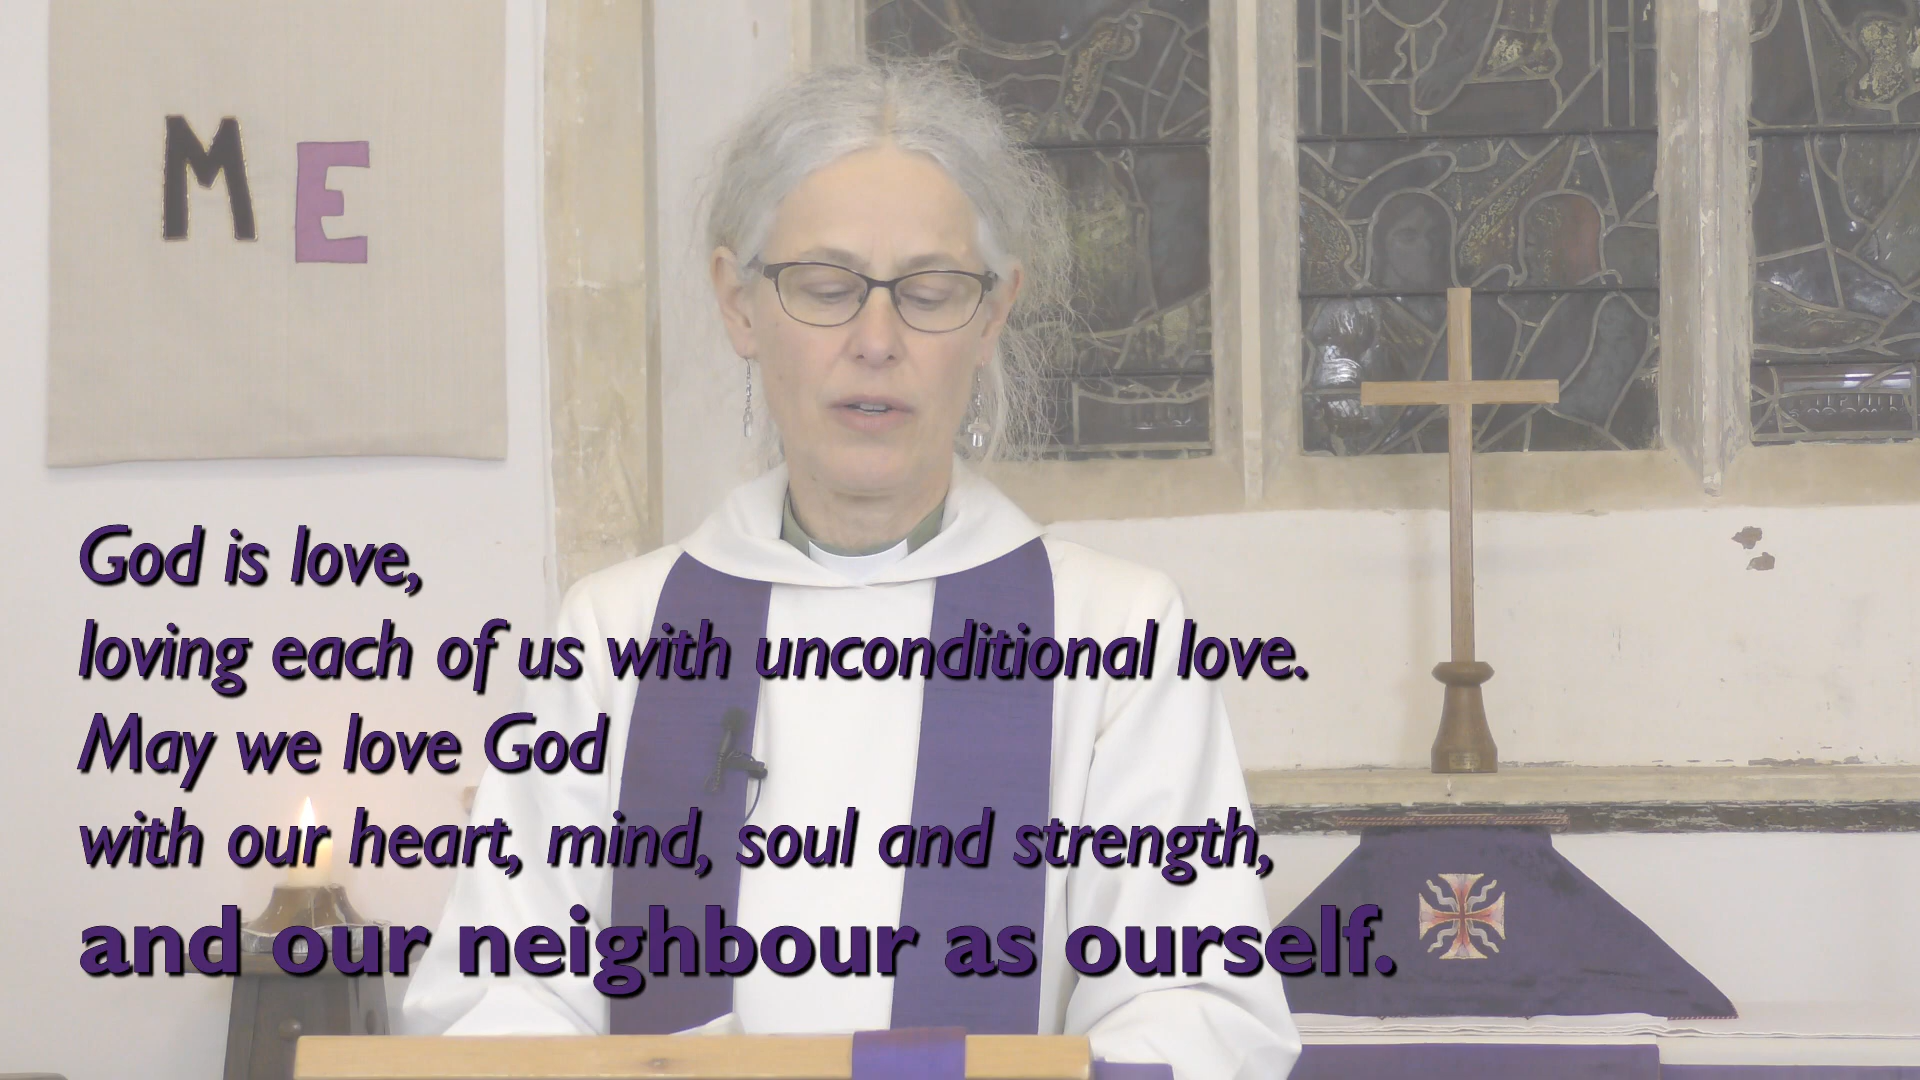 ME
God is love,
loving each of us with unconditional love.
May we love God
with our heart, mind, soul and strength,
and our neighbour as ourself.